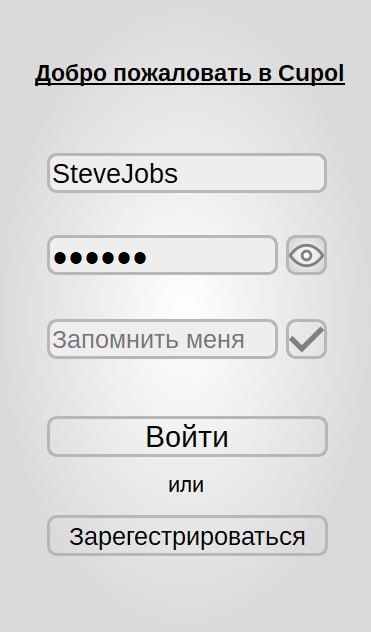 Добро пожаловать в Cupol
SteveJobs
●●●●●●
Запомнить меня
Войти
или
Зарегестрироваться